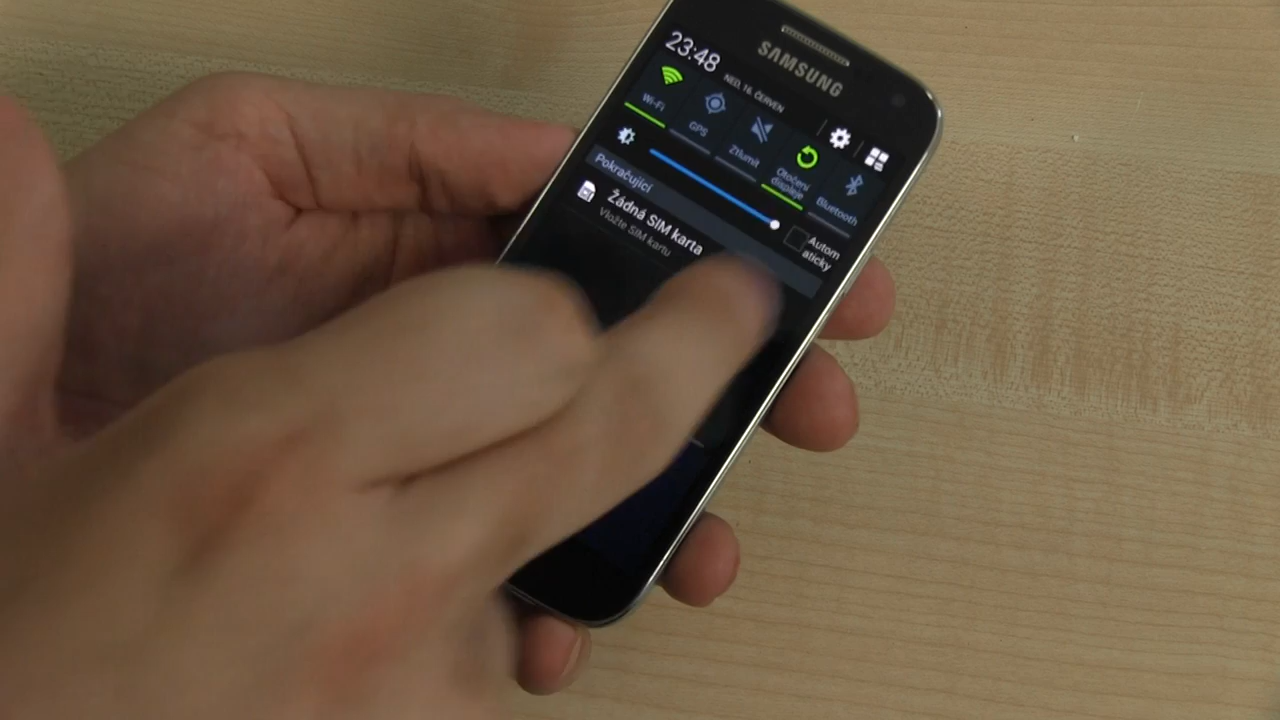 SAMSUNG
23:48
NED, 16. ČERVEN
Wi-Fi
GPS
Ztlumit
Otočení
displeje
Bluetooth
Autom
aticky
Pokračující
Žádná SIM karta
Vložte SIM kartu